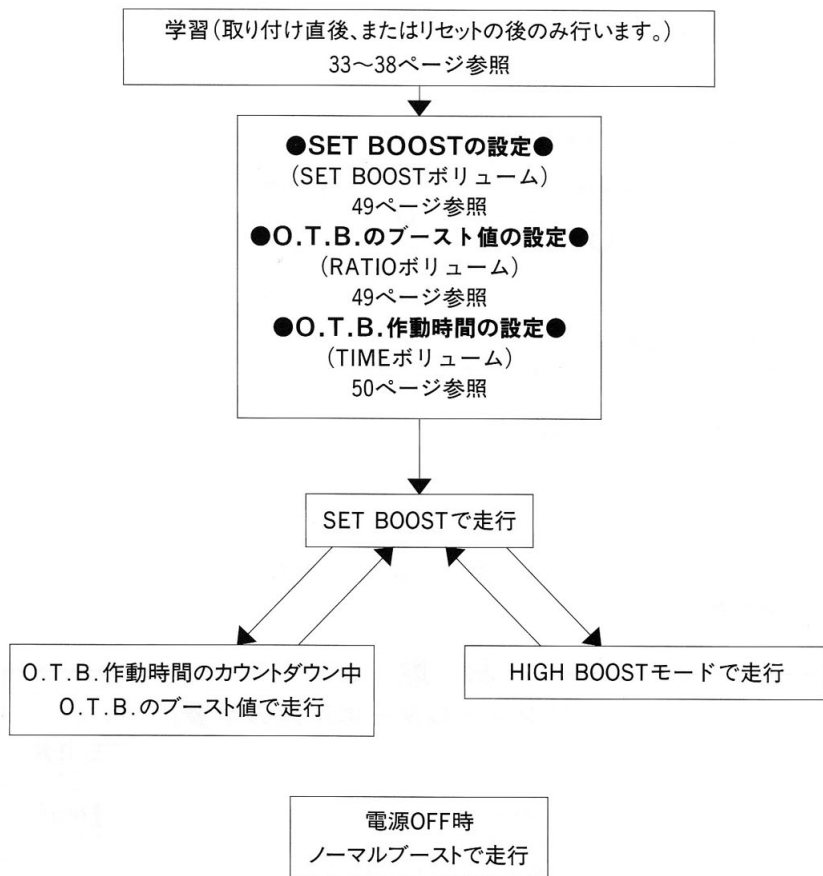 学習(取り付け直後、またはリセットの後のみ行います。)
33〜38ページ参照
●SET BOOSTの設定●
(SET BOOSTボリューム)
49ページ参照
●O.T.B.のブースト値の設定●
(RATIOボリューム)
49ページ参照
●O.T.B.作動時間の設定●
(TIMEボリューム)
50ページ参照
SET BOOSTで走行
O.T.B.作動時間のカウントダウン中
O.T.B.のブースト値で走行
HIGH BOOSTモードで走行
電源OFF時
ノーマルブーストで走行